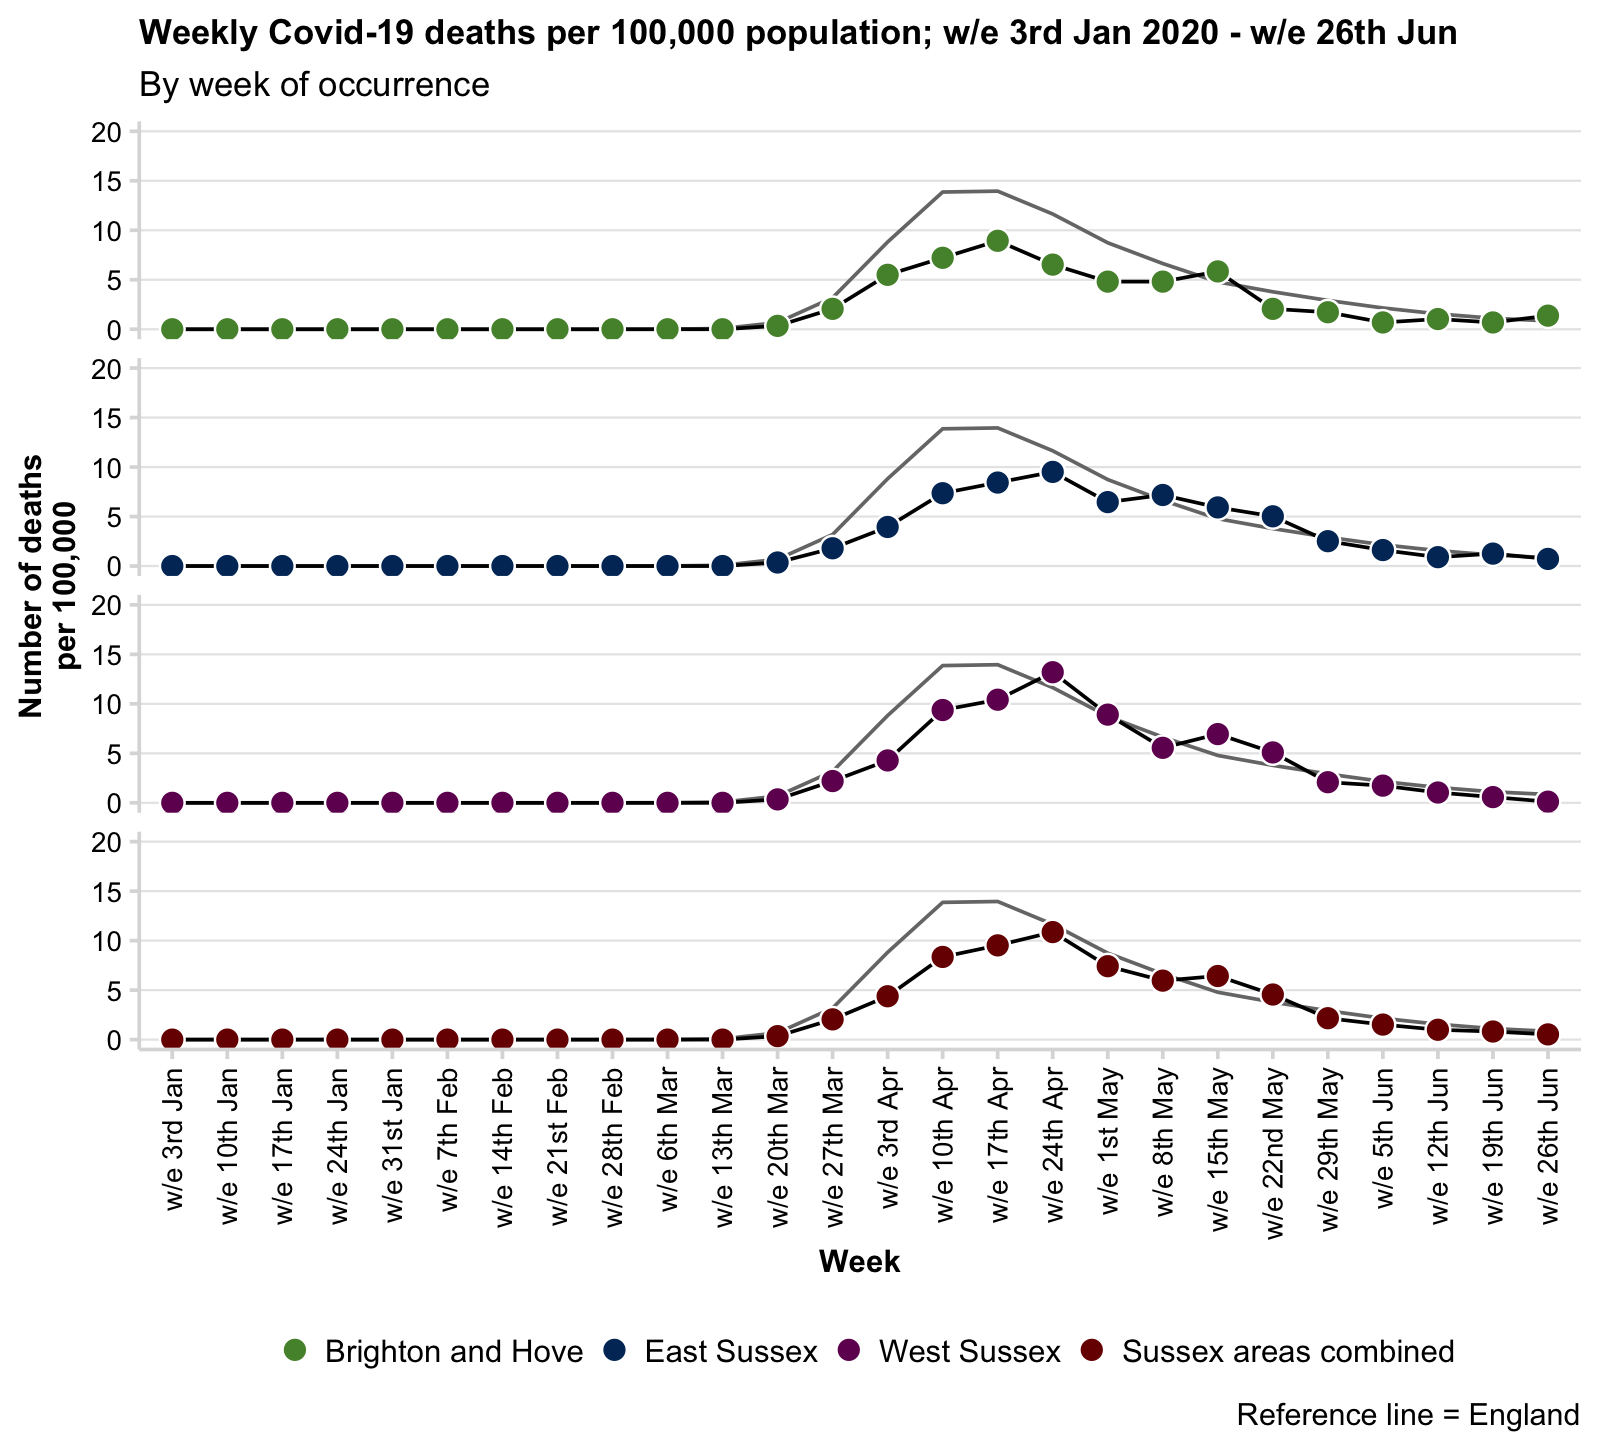 Weekly Covid-19 deaths per 100,000 population; w/e 3rd Jan 2020 - w/e 26th Jun
By week of occurrence
Number of deaths
per 100,000
20
15
10
5
0
20
15
10
5
0
20
15
10
5
0
20
15
10
5
0
w/e 3rd Jan
w/e 10th Jan
w/e 17th Jan
w/e 24th Jan
w/e 31st Jan
w/e 7th Feb
w/e 14th Feb
w/e 21st Feb
w/e 28th Feb
w/e 6th Mar
w/e 13th Mar
w/e 20th Mar
w/e 27th Mar
w/e 3rd Apr
w/e 10th Apr
w/e 17th Apr
w/e 24th Apr
w/e 1st May
w/e 8th May
w/e 15th May
w/e 22nd May
w/e 29th May
w/e 5th Jun
w/e 12th Jun
w/e 19th Jun
w/e 26th Jun
Week
Brighton and Hove East Sussex West Sussex Sussex areas combined
Reference line = England